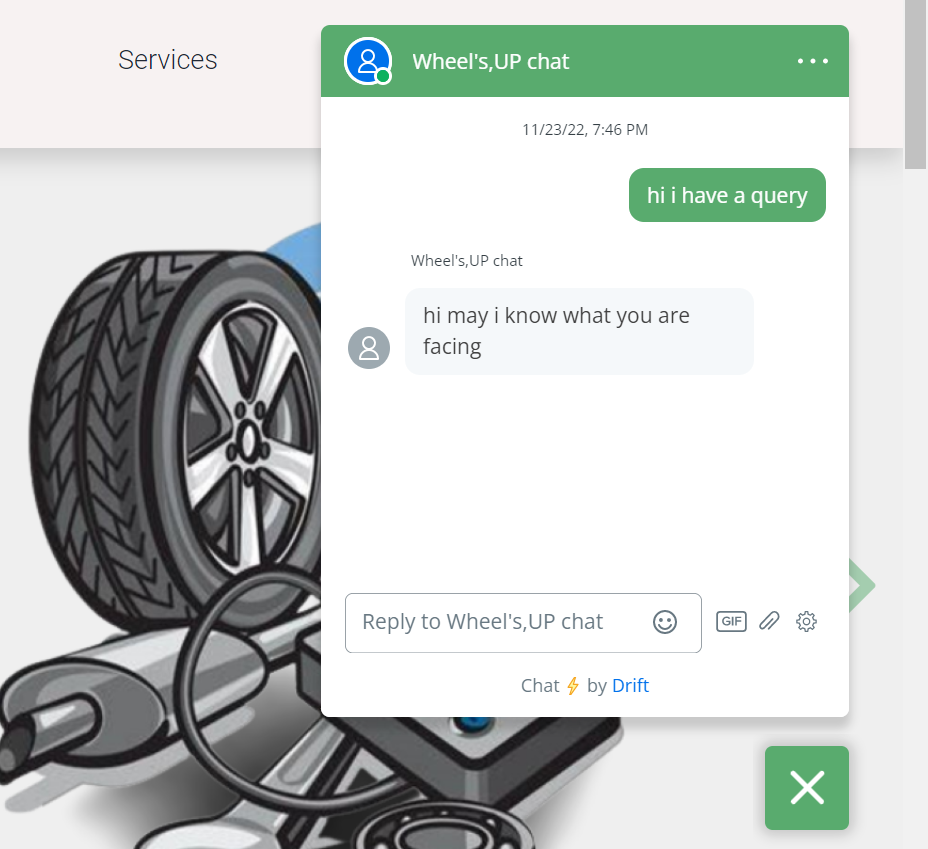 Services
Wheel's,UP chat
11/23/22, 7:46 PM
hi i have a query
Wheel's,UP chat
hi may i know what you are
facing
Reply to Wheel's,UP chat
GIF
Chat ⚡ by Drift